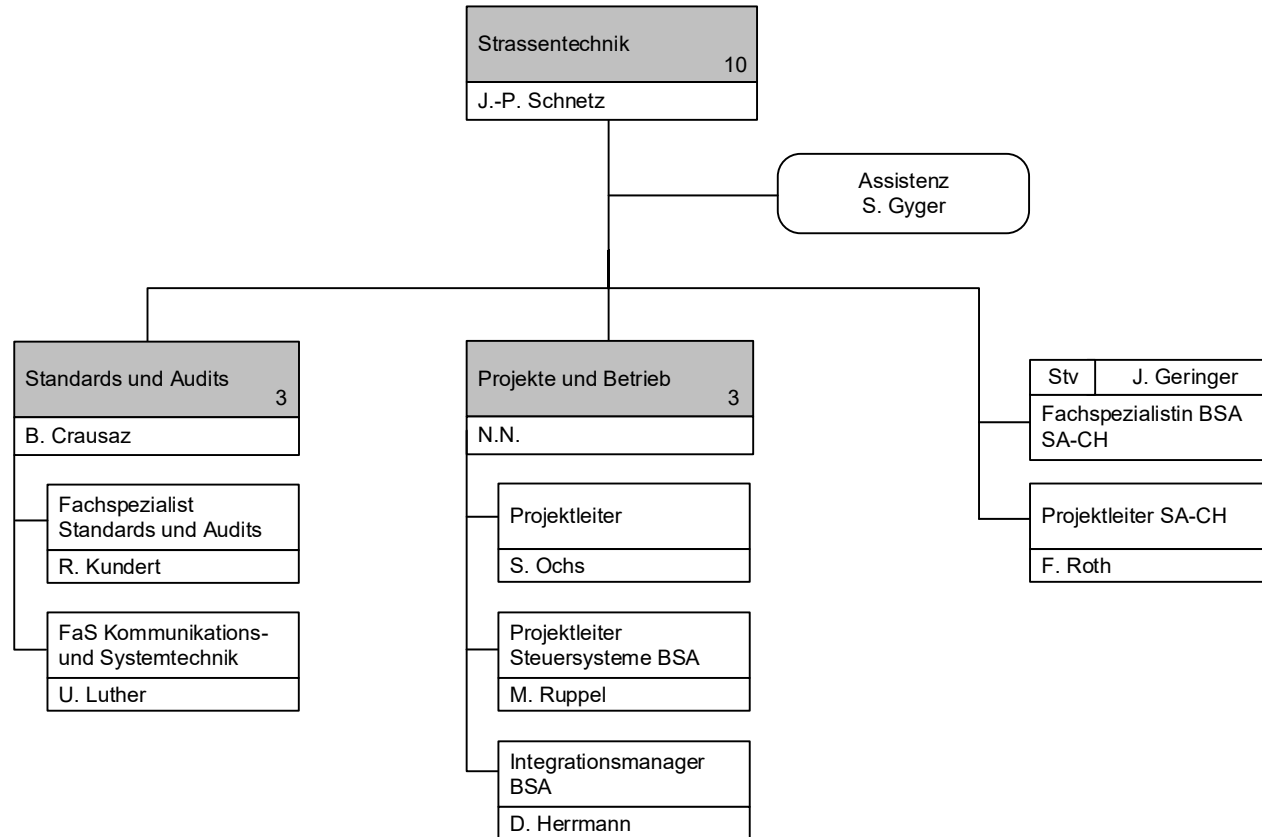 Strassentechnik
10
J.-P. Schnetz
Assistenz
S. Gyger
Standards und Audits
3
B. Crausaz
Fachspezialist
Standards und Audits
R. Kundert
FaS Kommunikations-
und Systemtechnik
U. Luther
Projekte und Betrieb
3
N.N.
Projektleiter
S. Ochs
Projektleiter
Steuersysteme BSA
M. Ruppel
Integrationsmanager
BSA
D. Herrmann
Stv J. Geringer
Fachspezialistin BSA
SA-CH
Projektleiter SA-CH
F. Roth